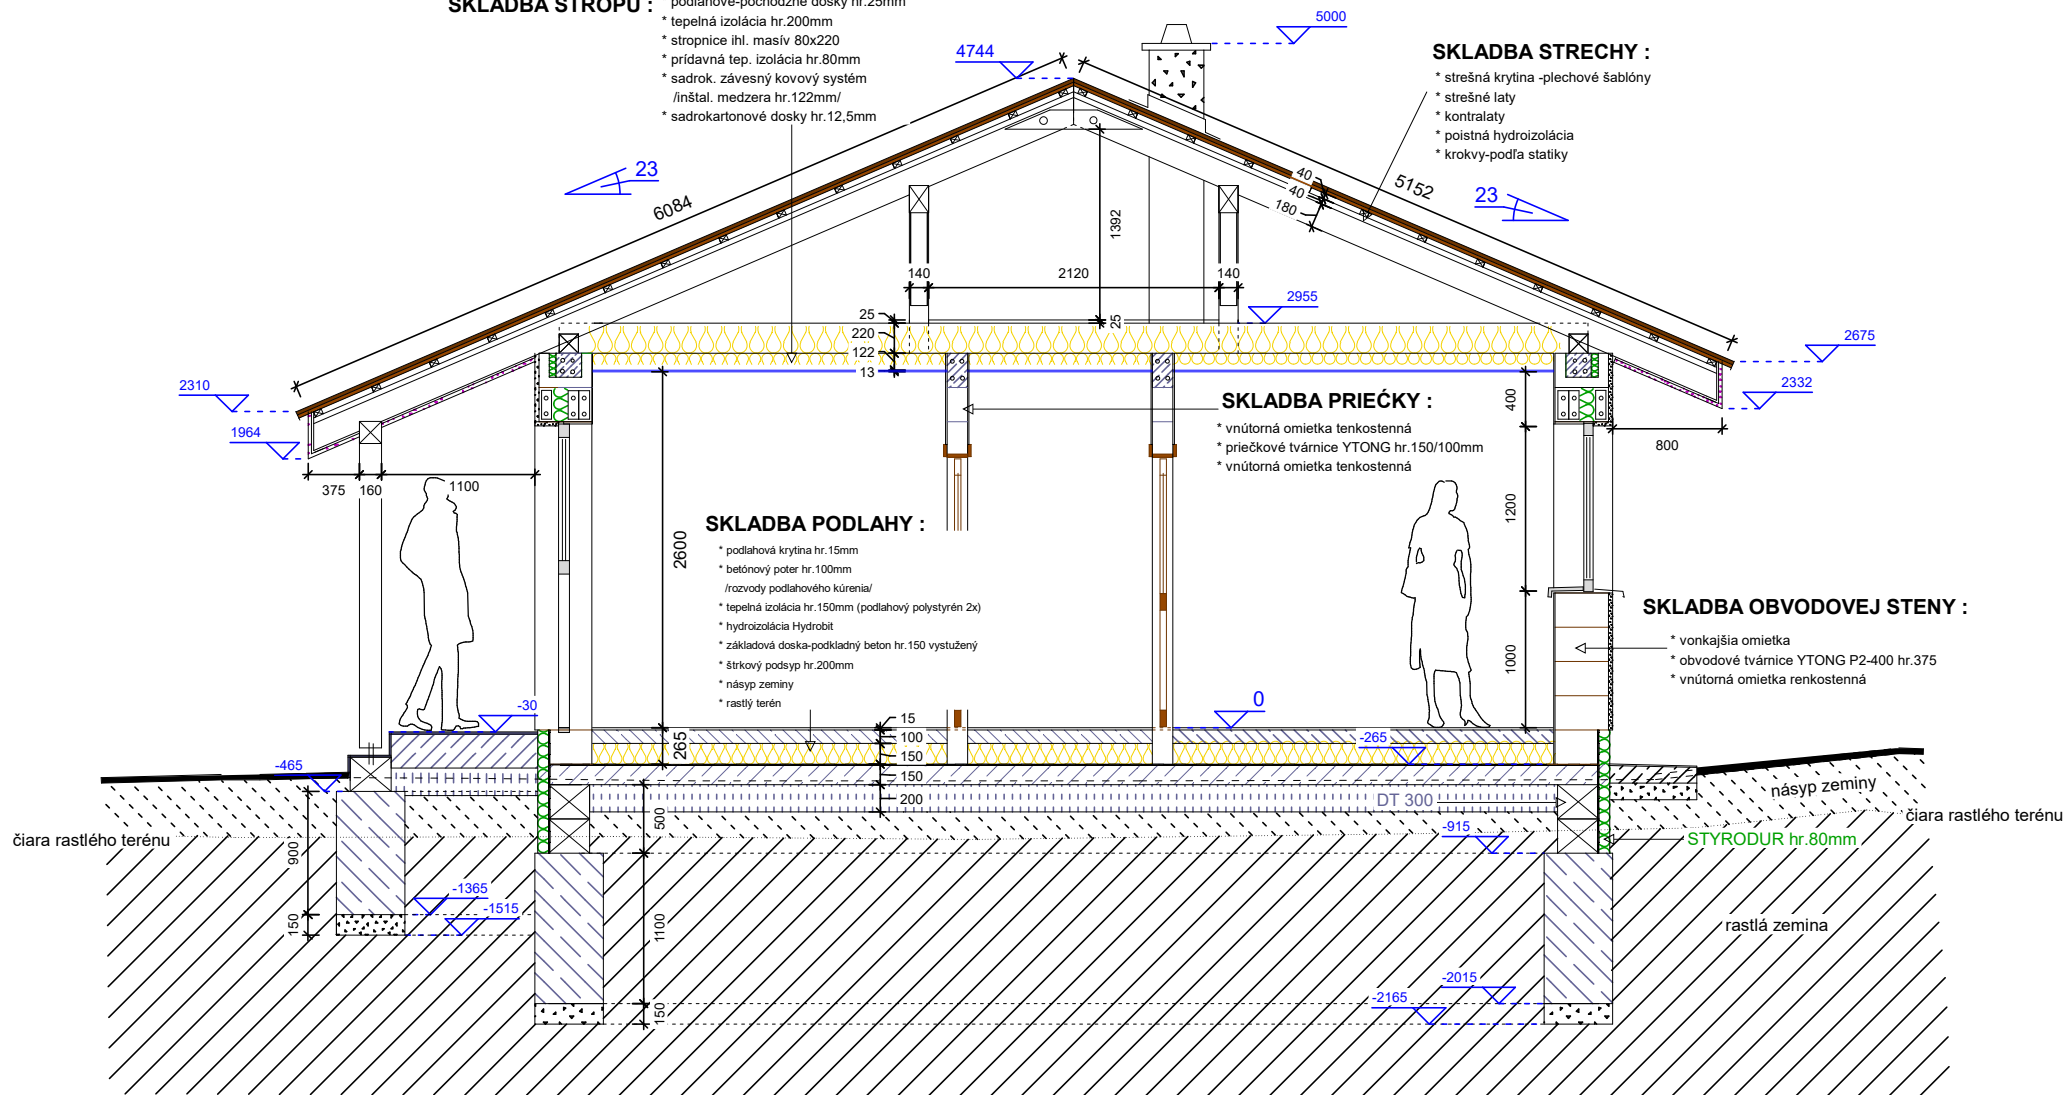 SKLADBA STROPU :
* podlahové-pochôdzne dosky hr.25mm
* tepelná izolácia hr.200mm
* stropnice ihl. masív 80x220
* prídavná tep. izolácia hr.80mm
* sadrok. závesný kovový systém
/inštal. medzera hr.122mm/
* sadrokartonové dosky hr.12,5mm
4744
5000
SKLADBA STRECHY :
* strešná krytina -plechové šablóny
* strešné laty
* kontralaty
* poistná hydroizolácia
* krokvy-podľa statiky
23
6084
40
40
180
5152
23
1392
140
2120
140
2955
25
25
220
122
13
2675
2310
2332
1964
375
160
1100
400
800
SKLADBA PRIEĆKY :
* vnútorná omietka tenkostenná
* priečkové tvárnice YTONG hr.150/100mm
* vnútorná omietka tenkostenná
1200
2600
SKLADBA PODLAHY :
* podlahová krytina hr.15mm
* betónový poter hr.100mm
/rozvody podlahového kúrenia/
* tepelná izolácia hr.150mm (podlahový polystyrén 2x)
* hydroizolácia Hydrobit
* základová doska-podkladný beton hr.150 vystužený
* štrkový podsyp hr.200mm
* násyp zeminy
* rastlý terén
SKLADBA OBVODOVEJ STENY :
* vonkajšia omietka
* obvodové tvárnice YTONG P2-400 hr.375
* vnútorná omietka renkostenná
1000
-30
0
15
100
150
150
200
265
-265
-465
DT 300
násyp zeminy
čiara rastlého terénu
čiara rastlého terénu
500
-915
STYRODUR hr.80mm
900
-1365
-1515
150
1100
rastlá zemina
-2015
-2165
150